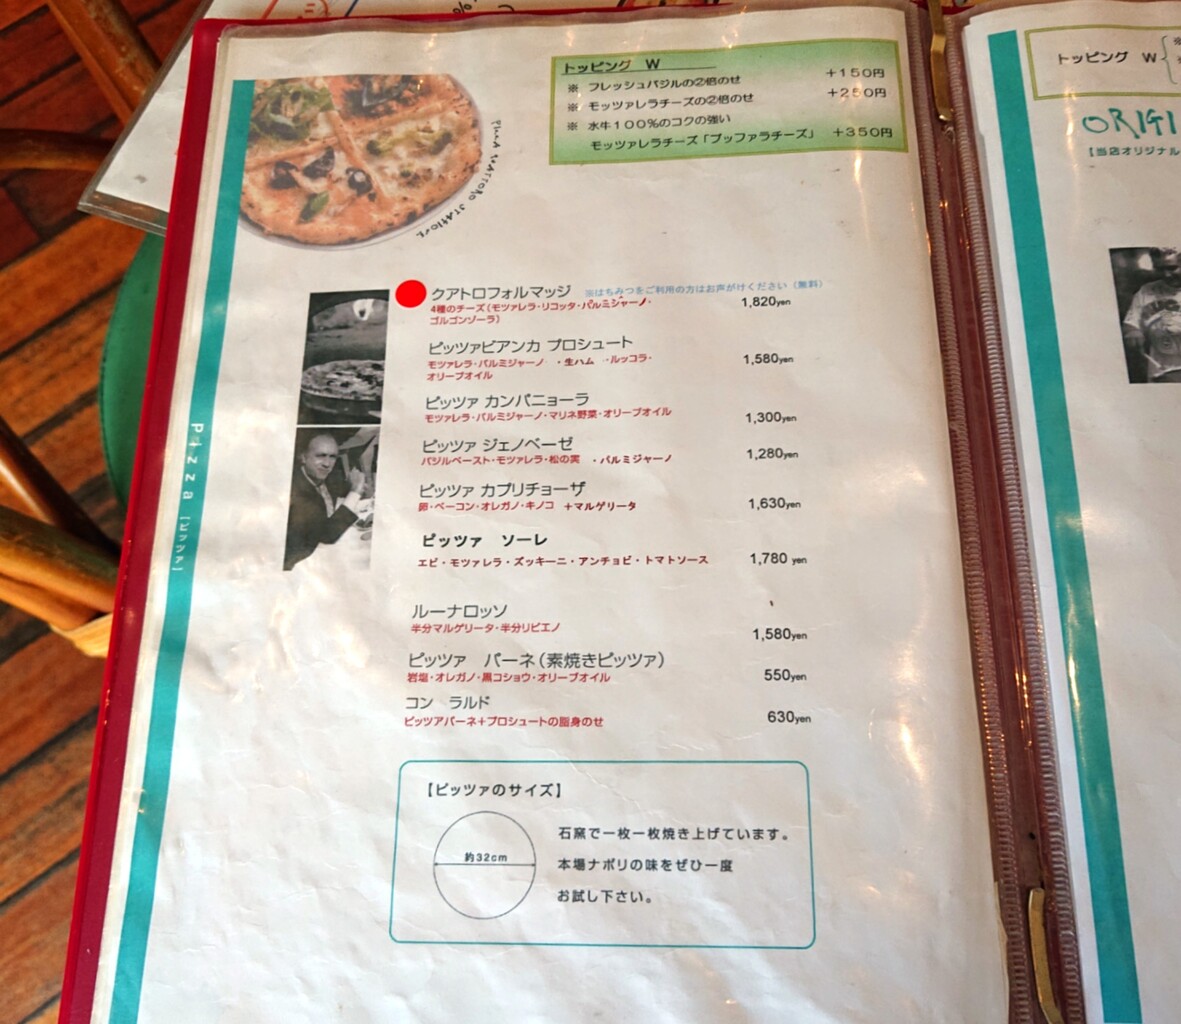 トッピング W
※ フレッシュバジルの②倍のせ +150円
※ モッツァレラチーズの②倍のせ +250円
※ 水牛100%のコクの強い
モッツァレラチーズ「ブッファラチーズ」 +350円
クアトロフォルマッジ ※はちみつをご利用の方はお声がけください(無料)
4種のチーズ(モツァレラ・リコッタ・パルミジャーノ・ 1,820yen
ゴルゴンゾーラ)
ピッツァビアンカ プロシュート
モツァレラ・パルミジャーノ ・生ハム ・ルッコラ・ 1,580yen
オリーブオイル
ピッツァ カンパニョーラ
モツァレラ・パルミジャーノ・マリネ野菜・オリーブオイル 1,300yen
ピッツァ ジェノベーゼ
バジルペースト・モツァレラ・松の実 ・パルミジャーノ 1,280yen
ピッツァ カプリチョーザ
卵・ベーコン・オレガノ・キノコ +マルゲリータ 1,630yen
ピッツァ ソーレ
エビ・モツァレラ・ズッキーニ・アンチョビ・トマトソース 1,780 yen
ルーナロッソ
半分マルゲリータ・半分リピエノ 1,580yen
ピッツァ パーネ(素焼きピッツァ)
岩塩・オレガノ・黒コショウ・オリーブオイル 550yen
コン ラルド
ピッツアパーネ+プロシュートの脂身のせ 630yen
【ピッツァのサイズ】
約32cm
石窯で一枚一枚焼き上げています。
本場ナポリの味をぜひ一度
お試し下さい。
Pizza [ピッツァ]
トッピング W
※
ORIGI
【当店オリジナル